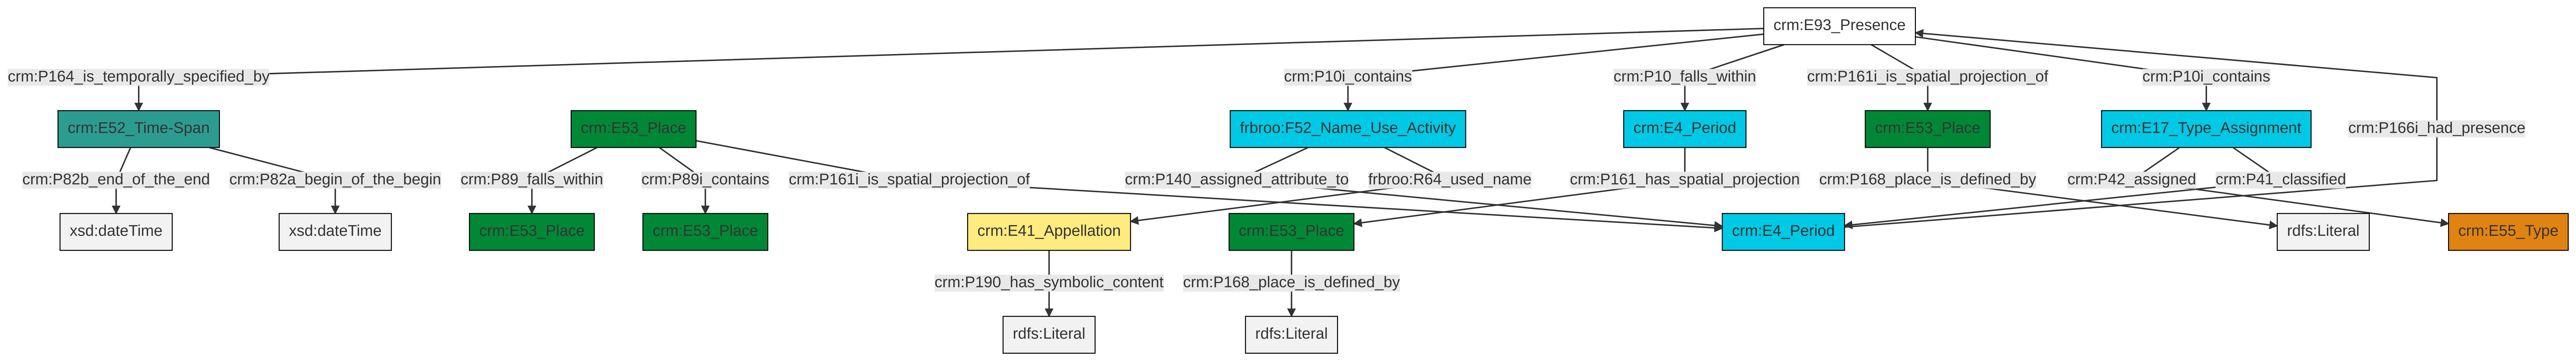 crm:E93_Presence
crm:P164_is_temporally_specified_by
crm:P10i_contains
crm:P10_falls_within
crm:P161i_is_spatial_projection_of
crm:P10i_contains
crm:E52_Time-Span
crm:E53_Place
frbroo:F52_Name_Use_Activity
crm:E4_Period
crm:E53_Place
crm:E17_Type_Assignment
crm:P166i_had_presence
crm:P82b_end_of_the_end
crm:P82a_begin_of_the_begin
crm:P89_falls_within
crm:P89i_contains
crm:P161i_is_spatial_projection_of
crm:P140_assigned_attribute_to
frbroo:R64_used_name
crm:P161_has_spatial_projection
crm:P168_place_is_defined_by
crm:P42_assigned
crm:P41_classified
xsd:dateTime
xsd:dateTime
crm:E53_Place
crm:E53_Place
crm:E41_Appellation
crm:E53_Place
crm:E4_Period
rdfs:Literal
crm:E55_Type
crm:P190_has_symbolic_content
crm:P168_place_is_defined_by
rdfs:Literal
rdfs:Literal